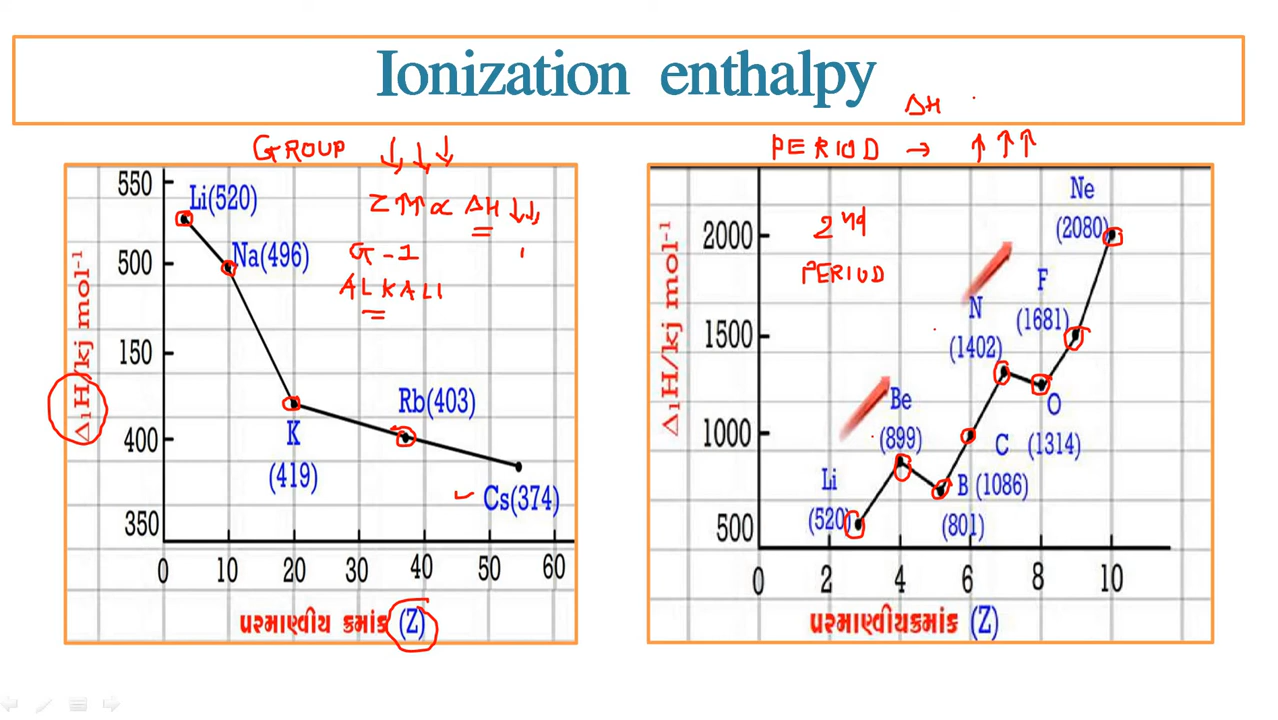 Ionization enthalpy
ΔH
GROUP ↓ ↓ ↓
PERIOD → ↑ ↑ ↑
550
500
150
400
350
Δ₁H/kj mol⁻¹
Li(520)
Na(496)
K
(419)
Rb(403)
Cs(374)
Z ↑↑ ∝ ΔH ↓↓
G-1
ALKALI
0 10 20 30 40 50 60
પરમાણ્વીય ક્રમાંક (Z)
2000
1500
1000
500
Δ₁H/kj mol⁻¹
2nd
PERIOD
Ne
(2080)
F
(1681)
N
(1402)
O
(1314)
Be
(899)
C
(1086)
B
(801)
Li
(520)
0 2 4 6 8 10
પરમાણ્વીયક્રમાંક (Z)